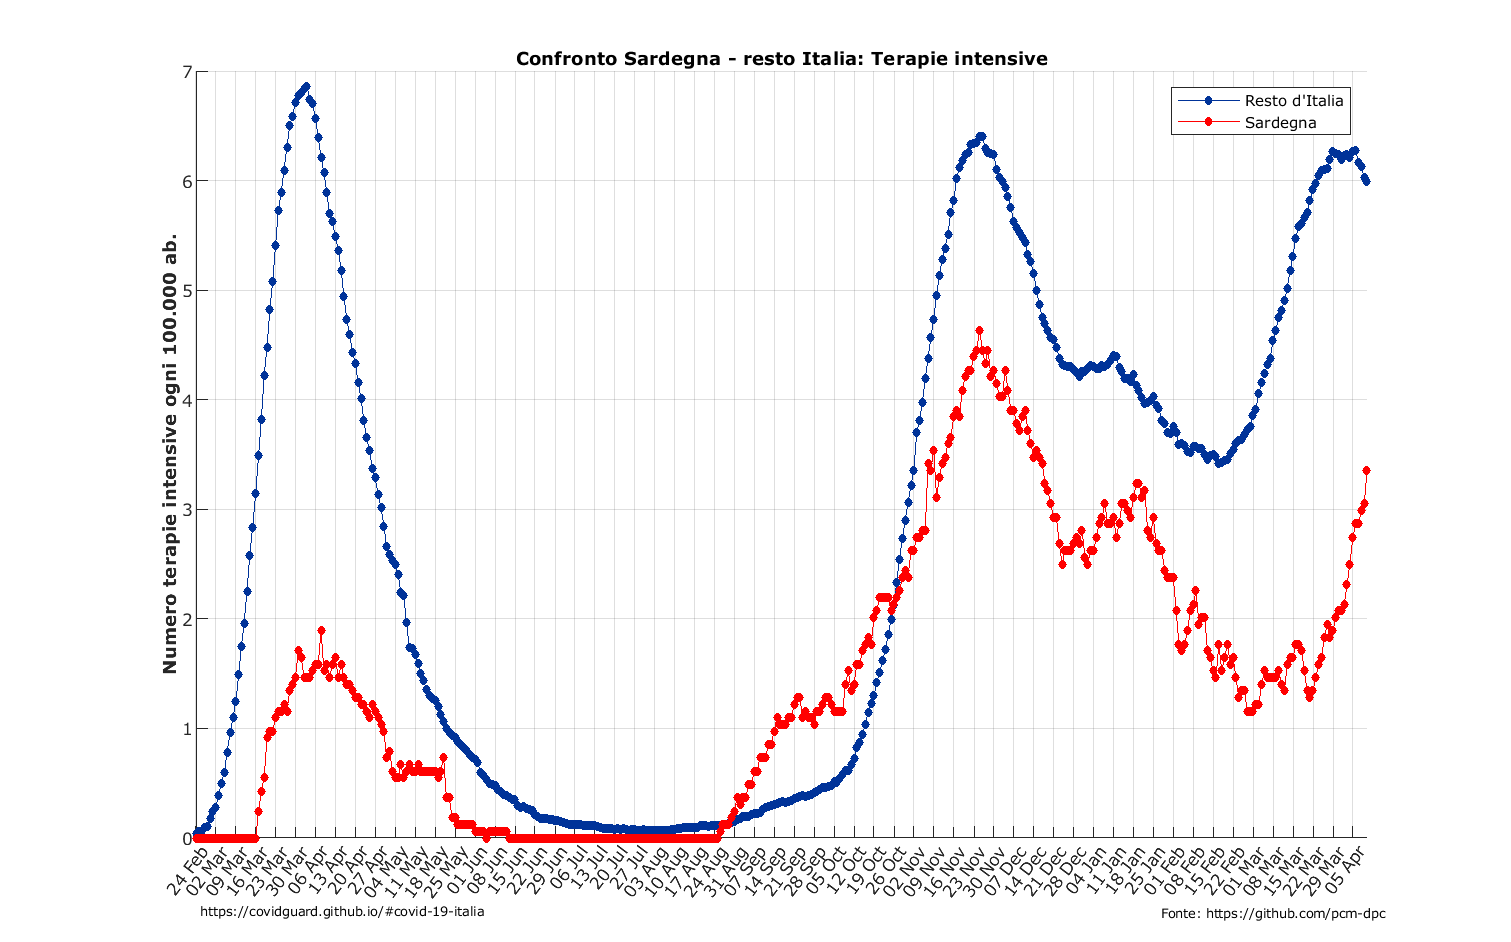 Confronto Sardegna - resto Italia: Terapie intensive
Resto d'Italia
Sardegna
Numero terapie intensive ogni 100.000 ab.
7
6
5
4
3
2
1
0
24 Feb
02 Mar
09 Mar
16 Mar
23 Mar
30 Mar
06 Apr
13 Apr
20 Apr
27 Apr
04 May
11 May
18 May
25 May
01 Jun
08 Jun
15 Jun
22 Jun
29 Jun
06 Jul
13 Jul
20 Jul
27 Jul
03 Aug
10 Aug
17 Aug
24 Aug
31 Aug
07 Sep
14 Sep
21 Sep
28 Sep
05 Oct
12 Oct
19 Oct
26 Oct
02 Nov
09 Nov
16 Nov
23 Nov
30 Nov
07 Dec
14 Dec
21 Dec
28 Dec
04 Jan
11 Jan
18 Jan
25 Jan
01 Feb
08 Feb
15 Feb
22 Feb
01 Mar
08 Mar
15 Mar
22 Mar
29 Mar
05 Apr
https://covidguard.github.io/#covid-19-italia
Fonte: https://github.com/pcm-dpc